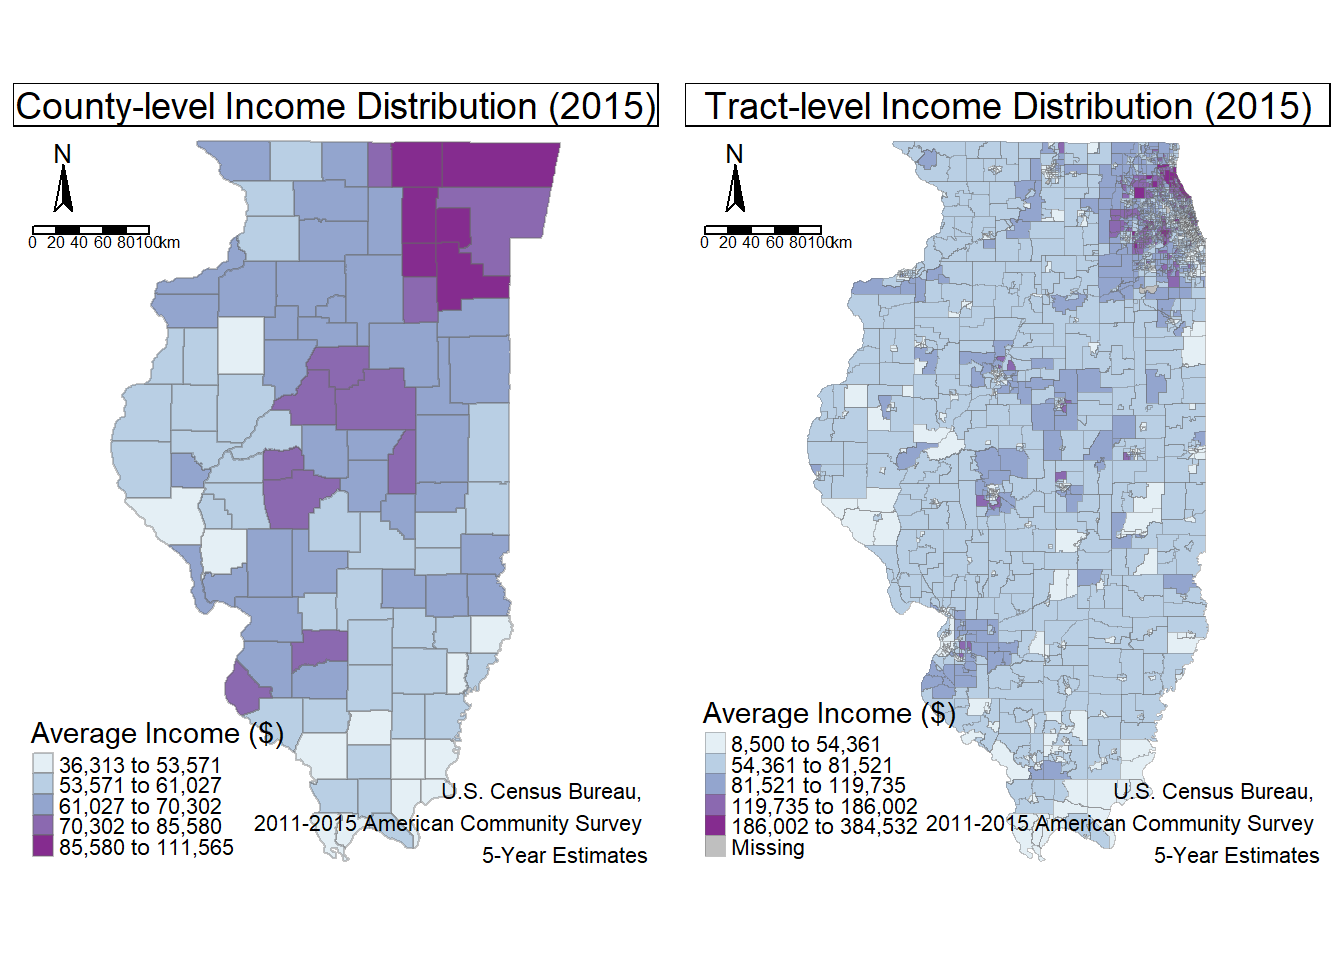 County-level Income Distribution (2015)
N
0 20 40 60 80100km
Average Income ($)
36,313 to 53,571
53,571 to 61,027
61,027 to 70,302
70,302 to 85,580
85,580 to 111,565
U.S. Census Bureau,
2011-2015 American Community Survey
5-Year Estimates
Tract-level Income Distribution (2015)
N
0 20 40 60 80100km
Average Income ($)
8,500 to 54,361
54,361 to 81,521
81,521 to 119,735
119,735 to 186,002
186,002 to 384,532
Missing
U.S. Census Bureau,
2011-2015 American Community Survey
5-Year Estimates